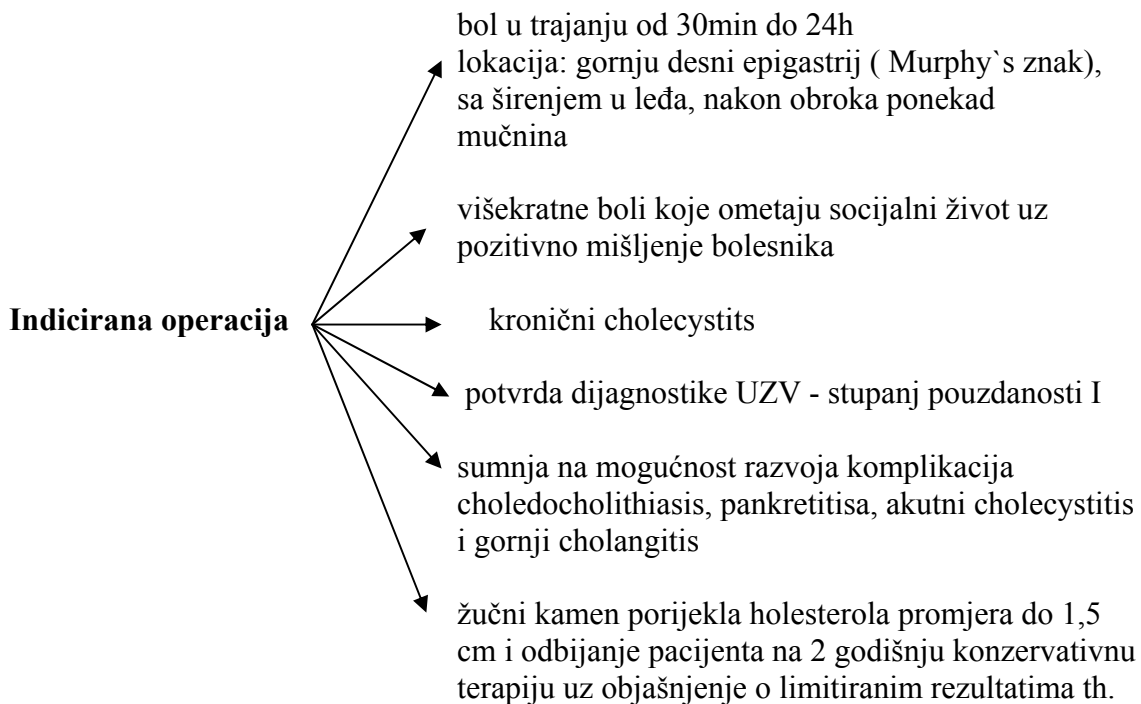 bol u trajanju od 30min do 24h
lokacija: gornju desni epigastrij ( Murphy`s znak),
sa širenjem u leđa, nakon obroka ponekad
mučnina
višekratne boli koje ometaju socijalni život uz
pozitivno mišljenje bolesnika
Indicirana operacija
kronični cholecystits
potvrda dijagnostike UZV - stupanj pouzdanosti I
sumnja na mogućnost razvoja komplikacija
choledocholithiasis, pankretitisa, akutni cholecystitis
i gornji cholangitis
žučni kamen porijekla holesterola promjera do 1,5
cm i odbijanje pacijenta na 2 godišnju konzervativnu
terapiju uz objašnjenje o limitiranim rezultatima th.